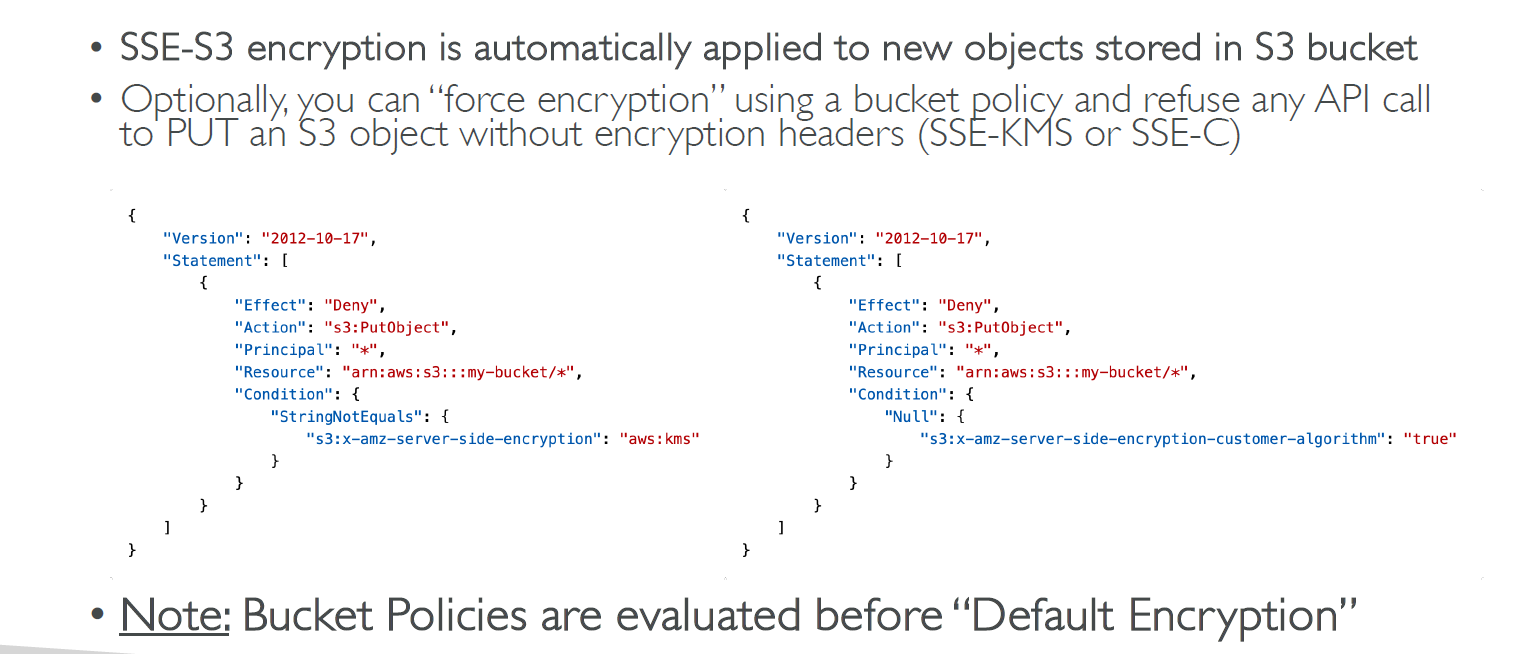 • SSE-S3 encryption is automatically applied to new objects stored in S3 bucket
• Optionally, you can “force encryption” using a bucket policy and refuse any API call
to PUT an S3 object without encryption headers (SSE-KMS or SSE-C)
{
    "Version": "2012-10-17",
    "Statement": [
        {
            "Effect": "Deny",
            "Action": "s3:PutObject",
            "Principal": "*",
            "Resource": "arn:aws:s3:::my-bucket/*",
            "Condition": {
                "StringNotEquals": {
                    "s3:x-amz-server-side-encryption": "aws:kms"
                }
            }
        }
    ]
}
{
    "Version": "2012-10-17",
    "Statement": [
        {
            "Effect": "Deny",
            "Action": "s3:PutObject",
            "Principal": "*",
            "Resource": "arn:aws:s3:::my-bucket/*",
            "Condition": {
                "Null": {
                    "s3:x-amz-server-side-encryption-customer-algorithm": "true"
                }
            }
        }
    ]
}
• Note: Bucket Policies are evaluated before “Default Encryption”